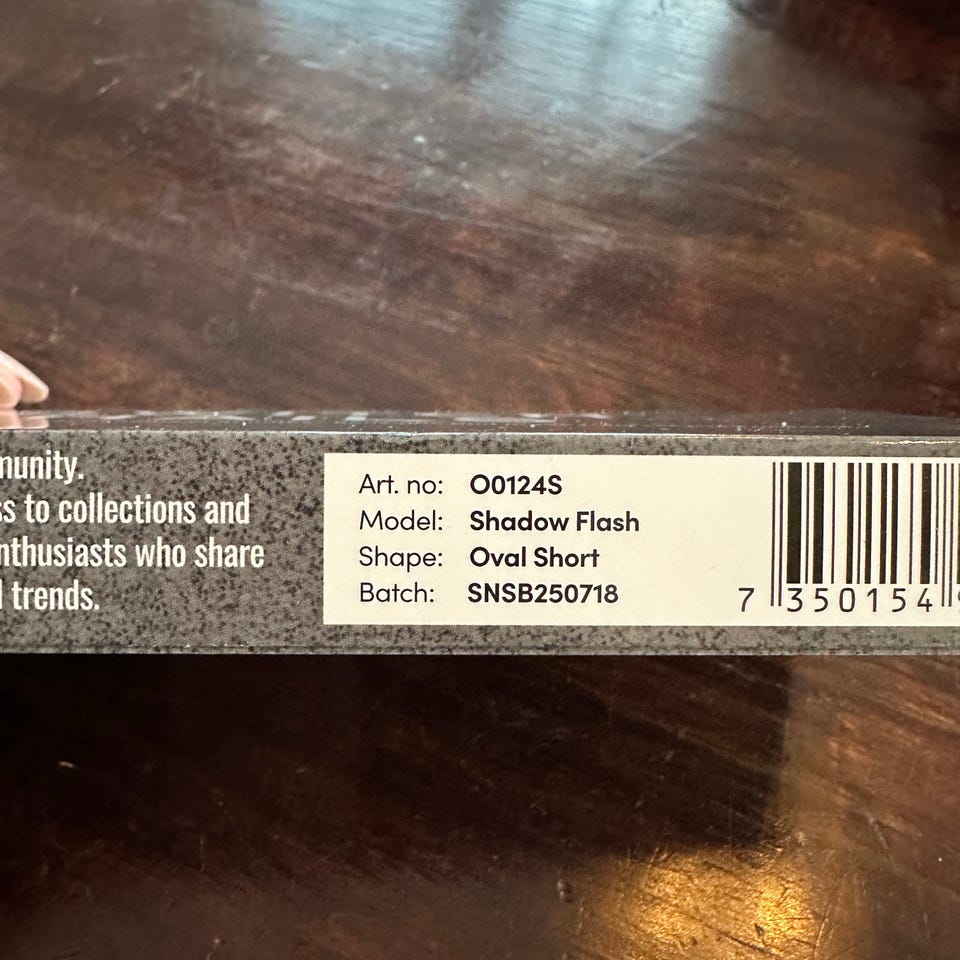 munity.
to collections and
nthusiasts who share
trends.
Art. no: O0124S
Model: Shadow Flash
Shape: Oval Short
Batch: SNSB250718
7 350154